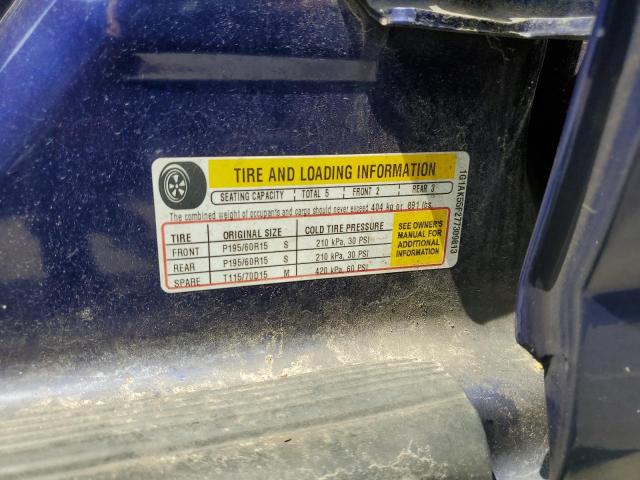 TIRE AND LOADING INFORMATION
SEATING CAPACITY TOTAL 5 FRONT 2 REAR 3
The combined weight of occupants and cargo should never exceed 404 kg or 891 lbs.
TIRE ORIGINAL SIZE COLD TIRE PRESSURE
FRONT P195/60R15 S 210 kPa, 30 PSI
REAR P195/60R15 S 210 kPa, 30 PSI
SPARE T115/70D15 M 420 kPa, 60 PSI
SEE OWNER'S
MANUAL FOR
ADDITIONAL
INFORMATION
1G1AK55F277309813